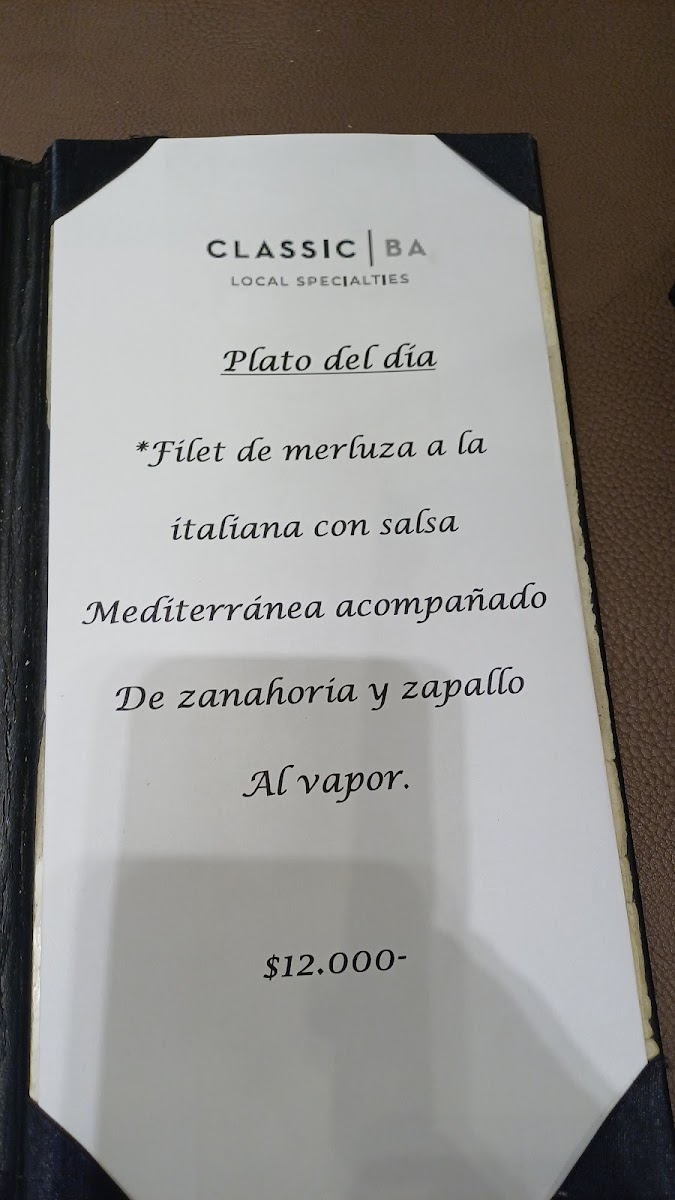 CLASSIC | BA
LOCAL SPECIALTIES
Plato del día
*Filet de merluza a la
italiana con salsa
Mediterránea acompañado
De zanahoria y zapallo
Al vapor.
$12.000-